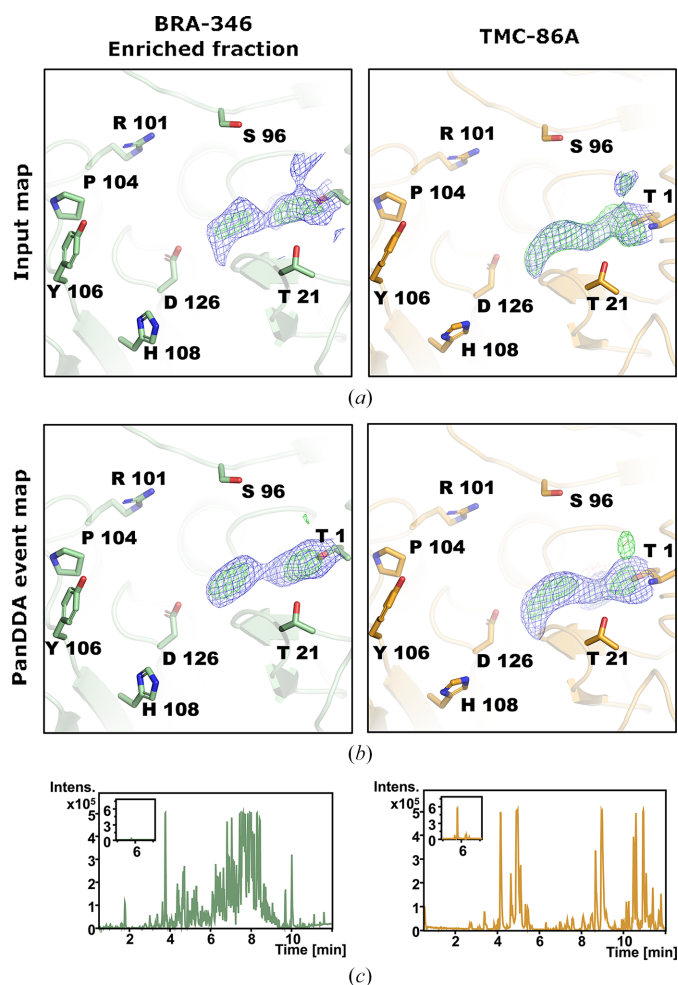 BRA-346
Enriched fraction
TMC-86A
Input map
R 101
S 96
P 104
Y 106
D 126
T 21
H 108
R 101
S 96
P 104
T 1
Y 106
D 126
T 21
H 108
(a)
PanDDA event map
R 101
S 96
P 104
T 1
Y 106
D 126
T 21
H 108
R 101
S 96
P 104
T 1
Y 106
D 126
T 21
H 108
(b)
Intens.
x10⁵
5
4
3
2
1
0
6
3
0
6
2 4 6 8 10
Time [min]
Intens.
x10⁵
5
4
3
2
1
0
6
3
0
6
2 4 6 8 10
Time [min]
(c)